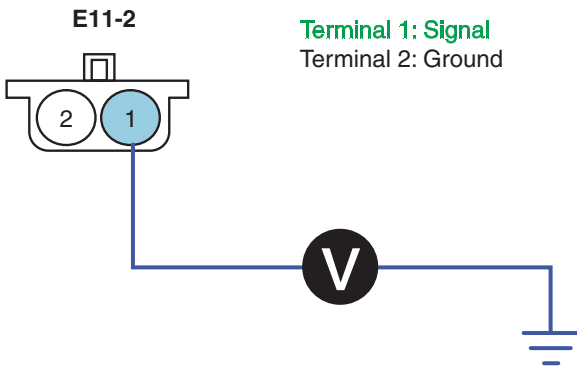 E11-2
Terminal 1: Signal
Terminal 2: Ground
2 1
V